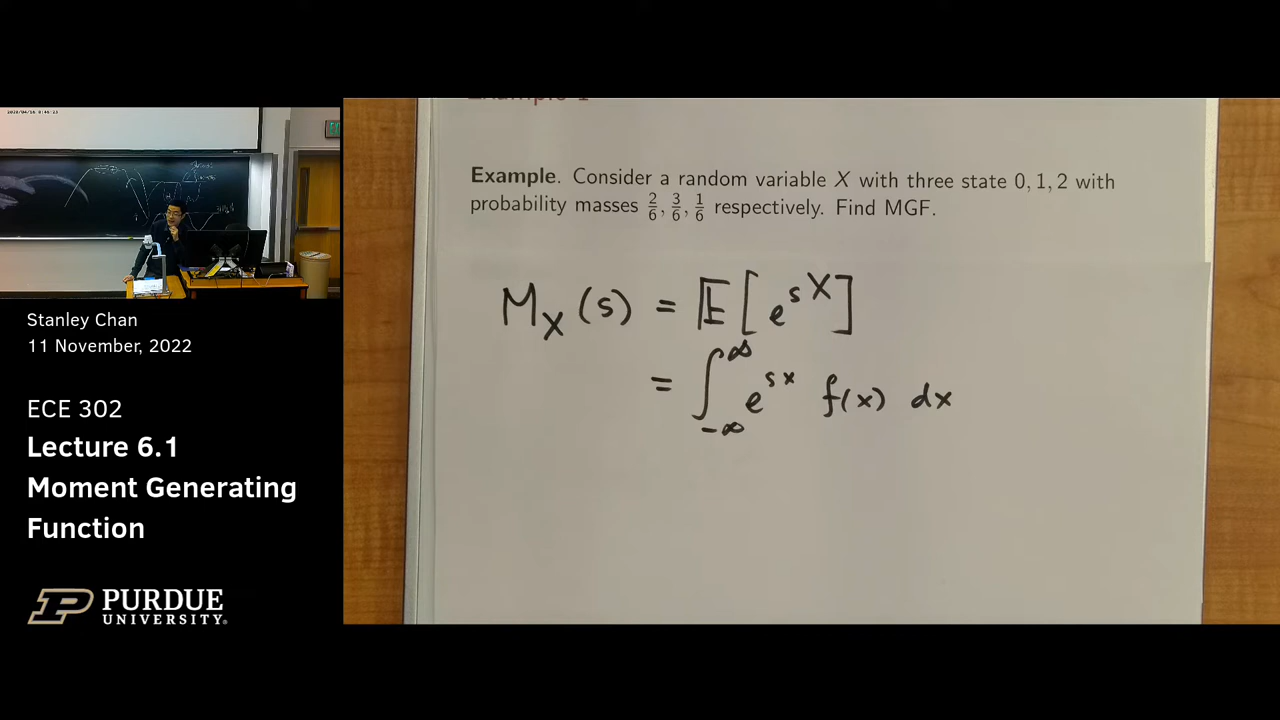 Example. Consider a random variable X with three state 0, 1, 2 with
probability masses 2/6, 3/6, 1/6 respectively. Find MGF.
M_X(s) = 𝔼[e^{sX}]
= ∫_{-∞}^{∞} e^{sx} f(x) dx
Stanley Chan
11 November, 2022
ECE 302
Lecture 6.1
Moment Generating
Function
PURDUE
UNIVERSITY.